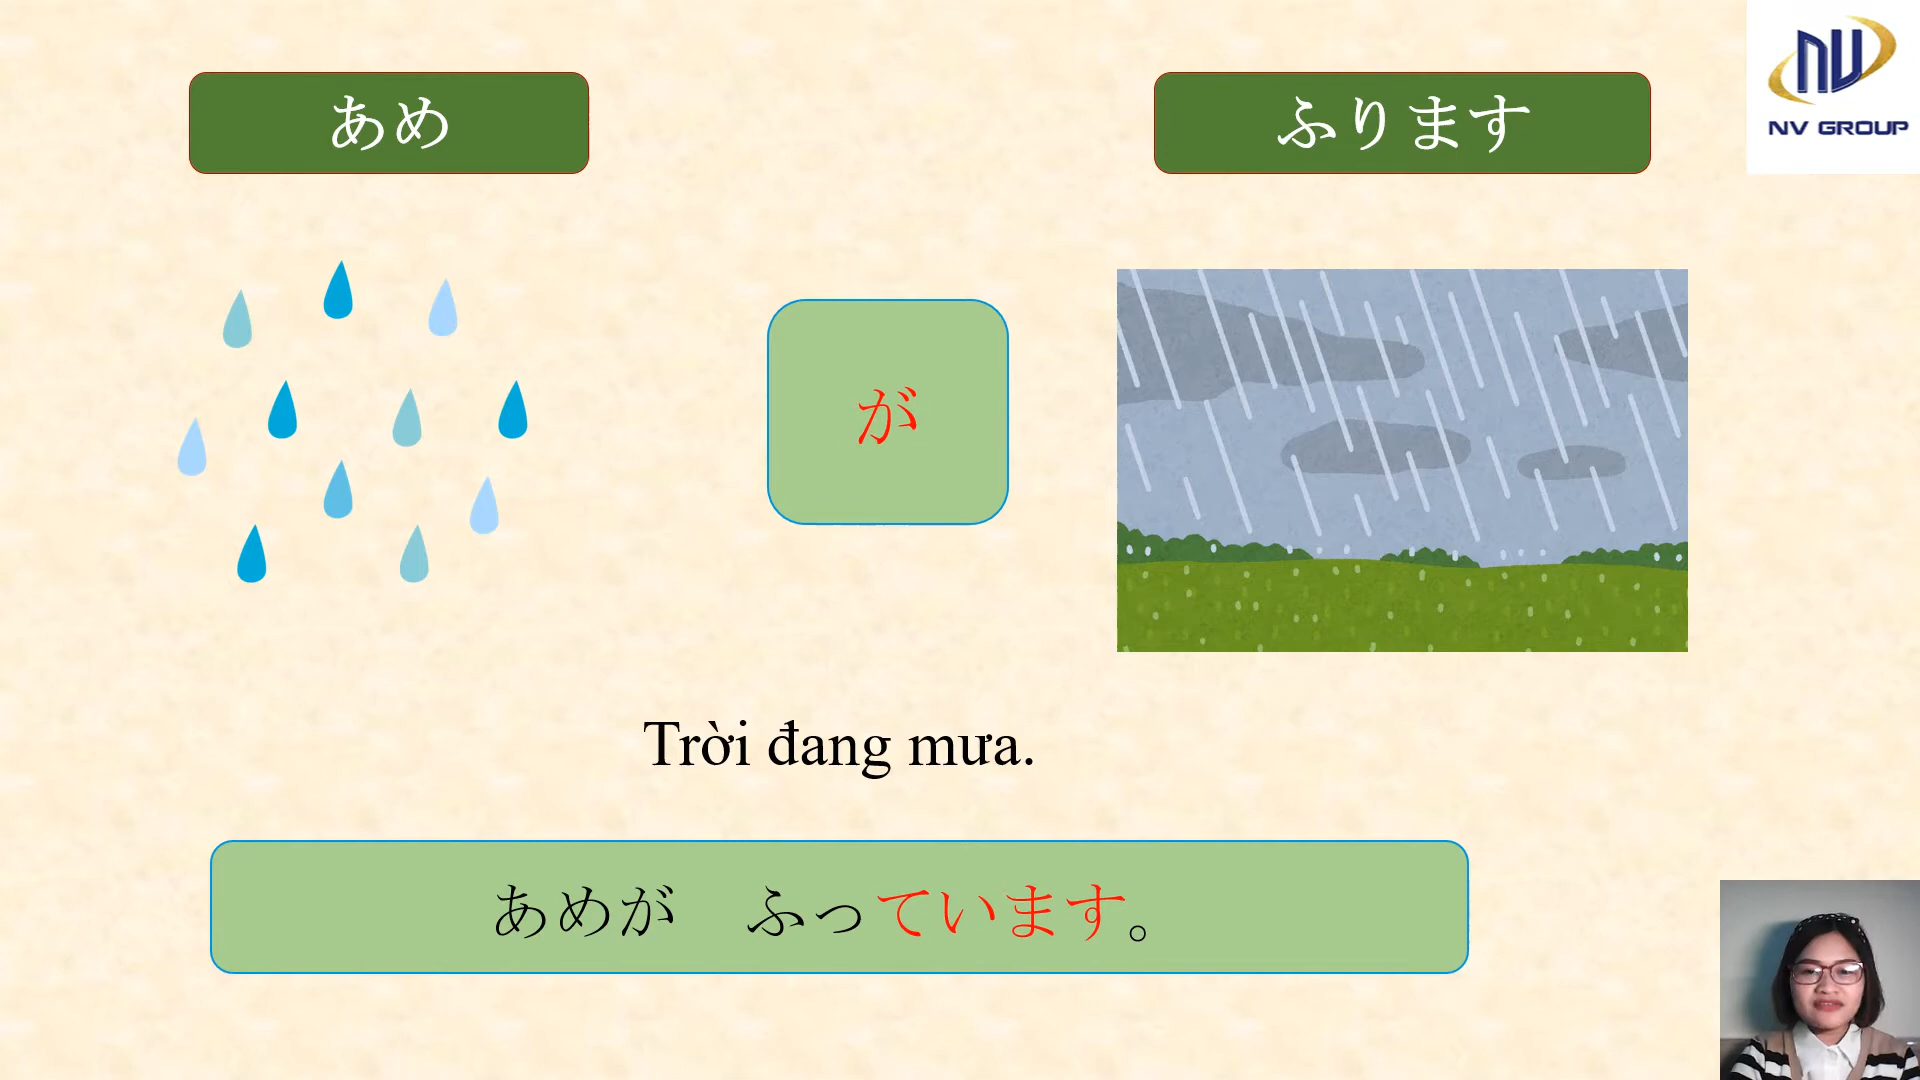 あめ
ふります
NV GROUP
が
Trời đang mưa.
あめが　ふっています。